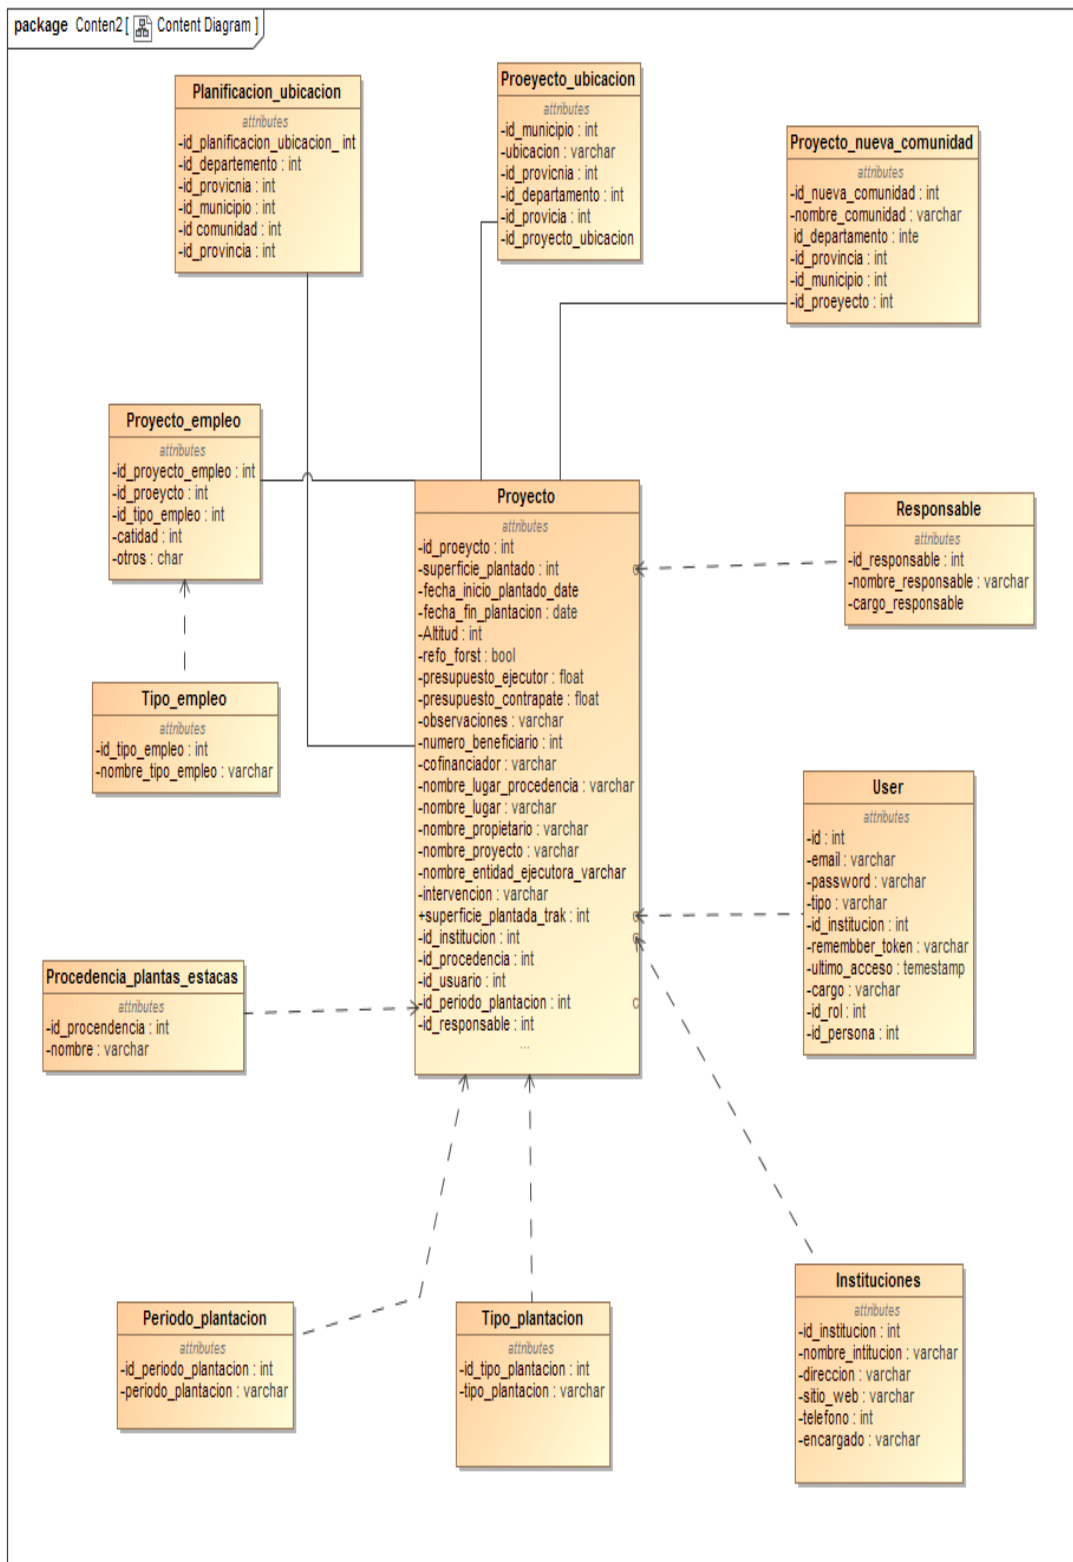 package Conten2 [ Content Diagram ]
Planificacion_ubicacion
attributes
-id_planificacion_ubicacion_ int
-id_departemento : int
-id_provicnia : int
-id_municipio : int
-id comunidad : int
-id_provincia : int
Proeyecto_ubicacion
attributes
-id_municipio : int
-ubicacion : varchar
-id_provicnia : int
-id_departamento : int
-id_provicia : int
-id_proyecto_ubicacion
Proyecto_nueva_comunidad
attributes
-id_nueva_comunidad : int
-nombre_comunidad : varchar
id_departamento : inte
-id_provincia : int
-id_municipio : int
-id_proeyecto : int
Proyecto_empleo
attributes
-id_proyecto_empleo : int
-id_proeycto : int
-id_tipo_empleo : int
-catidad : int
-otros : char
Proyecto
attributes
-id_proeycto : int
-superficie_plantado : int
-fecha_inicio_plantado_date
-fecha_fin_plantacion : date
-Altitud : int
-refo_forst : bool
-presupuesto_ejecutor : float
-presupuesto_contrapate : float
-observaciones : varchar
-numero_beneficiario : int
-cofinanciador : varchar
-nombre_lugar_procedencia : varchar
-nombre_lugar : varchar
-nombre_propietario : varchar
-nombre_proyecto : varchar
-nombre_entidad_ejecutora_varchar
-intervencion : varchar
+superficie_plantada_trak : int
-id_institucion : int
-id_procedencia : int
-id_usuario : int
-id_periodo_plantacion : int
-id_responsable : int
...
Responsable
attributes
-id_responsable : int
-nombre_responsable : varchar
-cargo_responsable
Tipo_empleo
attributes
-id_tipo_empleo : int
-nombre_tipo_empleo : varchar
User
attributes
-id : int
-email : varchar
-password : varchar
-tipo : varchar
-id_institucion : int
-remembber_token : varchar
-ultimo_acceso : temestamp
-cargo : varchar
-id_rol : int
-id_persona : int
Procedencia_plantas_estacas
attributes
-id_procendencia : int
-nombre : varchar
Periodo_plantacion
attributes
-id_periodo_plantacion : int
-periodo_plantacion : varchar
Tipo_plantacion
attributes
-id_tipo_plantacion : int
-tipo_plantacion : varchar
Instituciones
attributes
-id_institucion : int
-nombre_intitucion : varchar
-direccion : varchar
-sitio_web : varchar
-telefono : int
-encargado : varchar